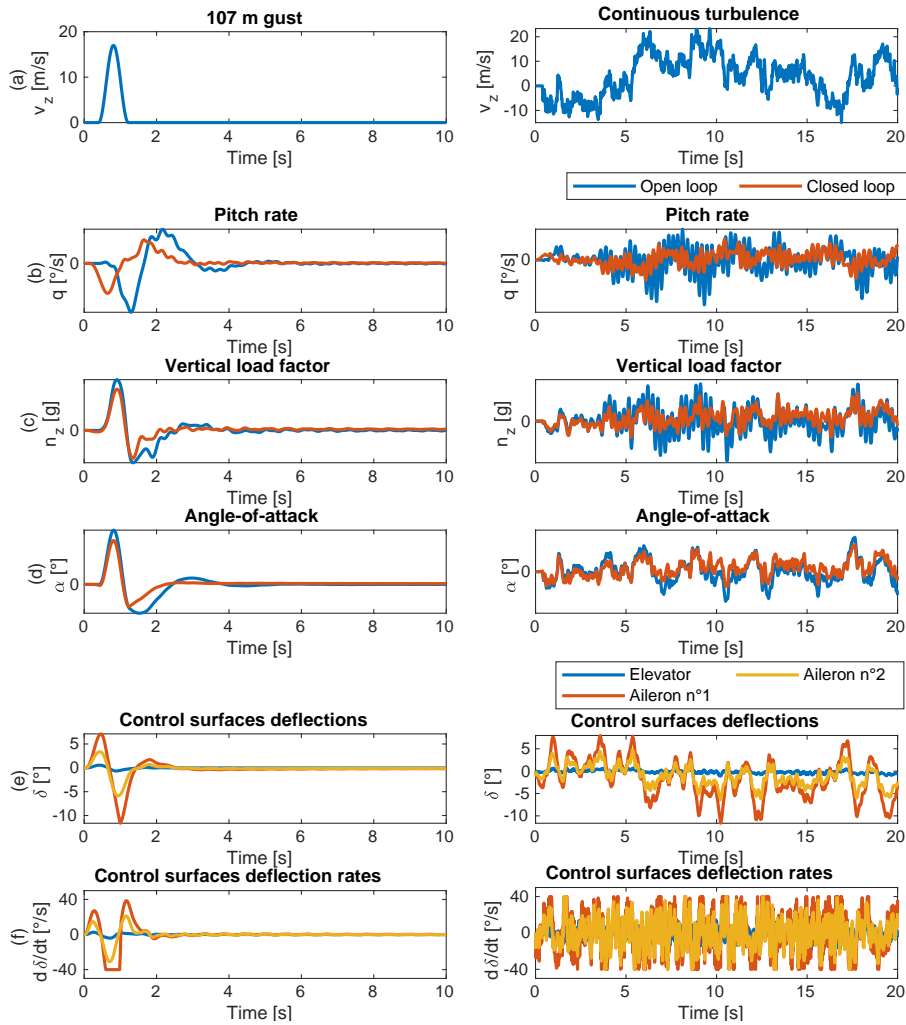 107 m gust
(a)
v_z [m/s]
20
10
0
0 2 4 6 8 10
Time [s]
Continuous turbulence
v_z [m/s]
20
10
0
-10
0 5 10 15 20
Time [s]
Open loop Closed loop
Pitch rate
(b)
q [°/s]
0
0 2 4 6 8 10
Time [s]
Pitch rate
q [°/s]
0
0 5 10 15 20
Time [s]
Vertical load factor
(c)
n_z [g]
0
0 2 4 6 8 10
Time [s]
Vertical load factor
n_z [g]
0
0 5 10 15 20
Time [s]
Angle-of-attack
(d)
α [°]
0
0 2 4 6 8 10
Time [s]
Angle-of-attack
α [°]
0
0 5 10 15 20
Time [s]
Elevator Aileron n°2
Aileron n°1
Control surfaces deflections
(e)
δ [°]
5
0
-5
-10
0 2 4 6 8 10
Time [s]
Control surfaces deflections
δ [°]
5
0
-5
-10
0 5 10 15 20
Time [s]
Control surfaces deflection rates
(f)
d δ/dt [°/s]
40
0
-40
0 2 4 6 8 10
Time [s]
Control surfaces deflection rates
d δ/dt [°/s]
40
0
-40
0 5 10 15 20
Time [s]